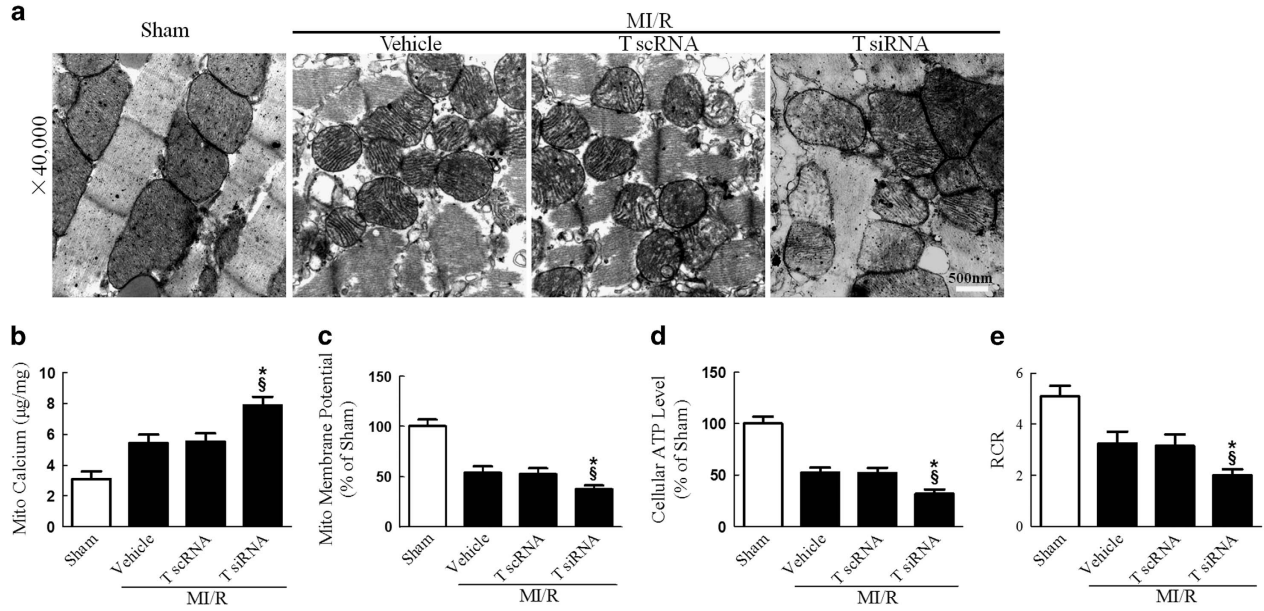 a
Sham
MI/R
Vehicle
T scRNA
T siRNA
×40,000
500nm
b
Mito Calcium (μg/mg)
10
8
6
4
2
0
*
§
Sham
Vehicle
T scRNA
T siRNA
MI/R
c
Mito Membrane Potential
(% of Sham)
150
100
50
0
*
§
Sham
Vehicle
T scRNA
T siRNA
MI/R
d
Cellular ATP Level
(% of Sham)
150
100
50
0
*
§
Sham
Vehicle
T scRNA
T siRNA
MI/R
e
RCR
6
4
2
0
*
§
Sham
Vehicle
T scRNA
T siRNA
MI/R